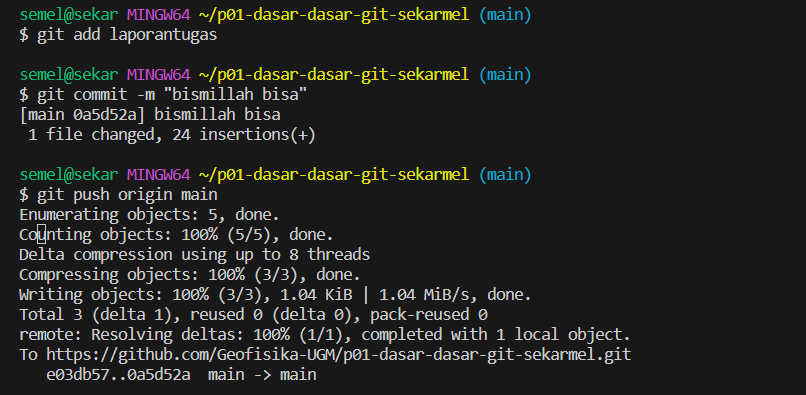 semel@sekar MINGW64 ~/p01-dasar-dasar-git-sekarmel (main)
$ git add laporantugas
semel@sekar MINGW64 ~/p01-dasar-dasar-git-sekarmel (main)
$ git commit -m "bismillah bisa"
[main 0a5d52a] bismillah bisa
 1 file changed, 24 insertions(+)
semel@sekar MINGW64 ~/p01-dasar-dasar-git-sekarmel (main)
$ git push origin main
Enumerating objects: 5, done.
Counting objects: 100% (5/5), done.
Delta compression using up to 8 threads
Compressing objects: 100% (3/3), done.
Writing objects: 100% (3/3), 1.04 KiB | 1.04 MiB/s, done.
Total 3 (delta 1), reused 0 (delta 0), pack-reused 0
remote: Resolving deltas: 100% (1/1), completed with 1 local object.
To https://github.com/Geofisika-UGM/p01-dasar-dasar-git-sekarmel.git
   e03db57..0a5d52a  main -> main